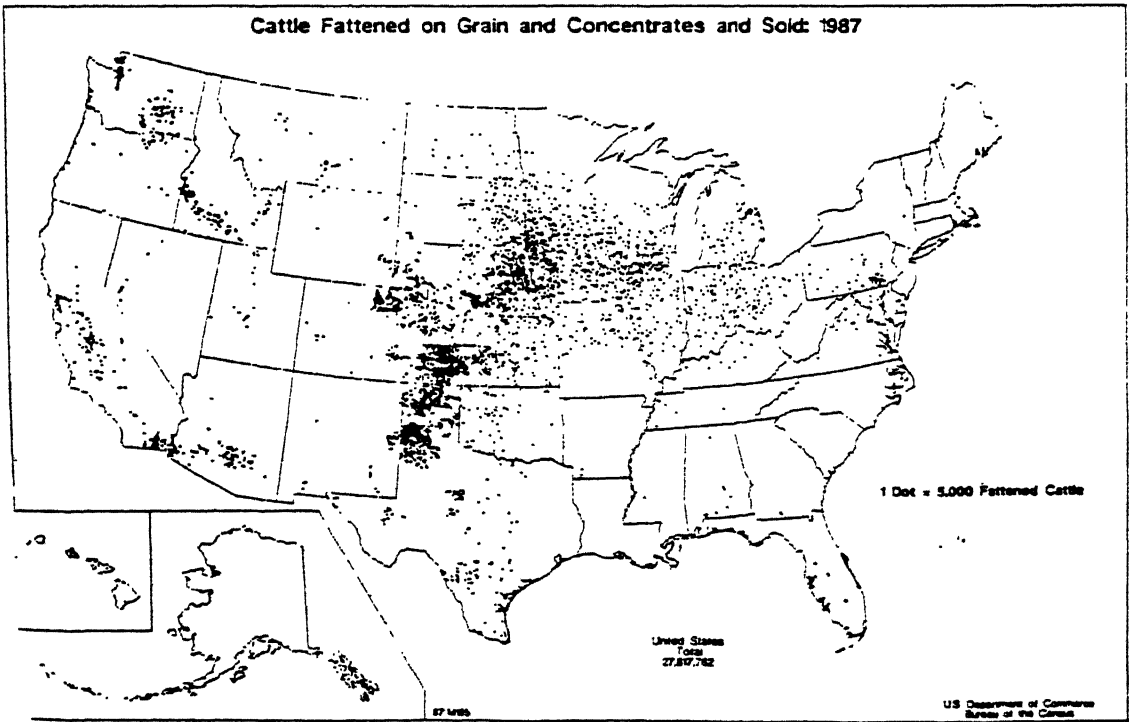 Cattle Fattened on Grain and Concentrates and Sold: 1987
1 Dot = 5,000 Fattened Cattle
United States
Total
27,817,762
U.S. Department of Commerce
Bureau of the Census